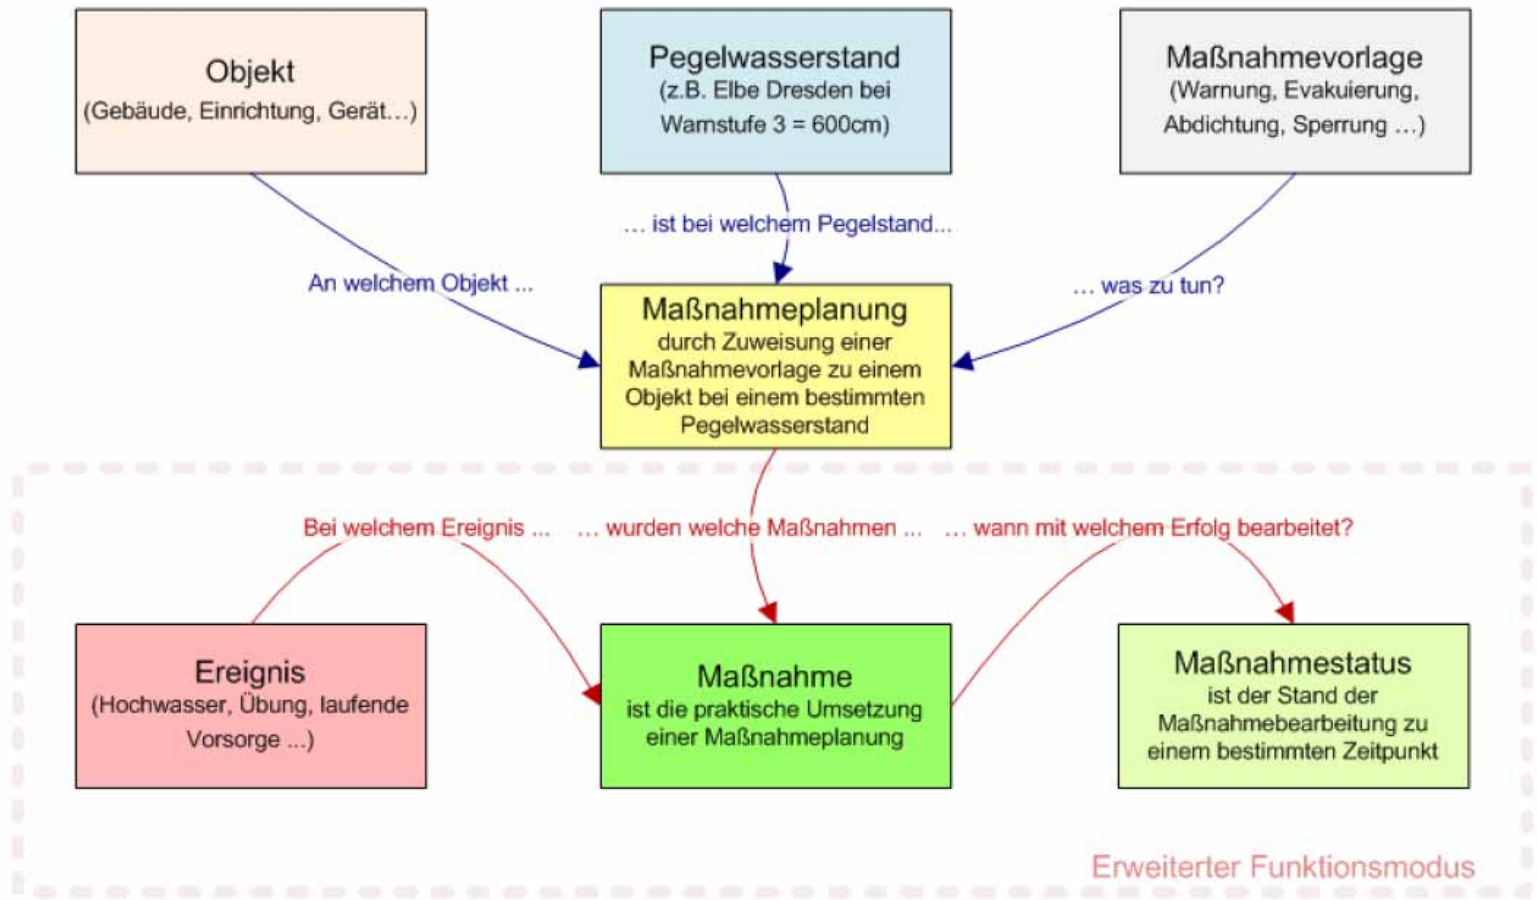 Objekt
(Gebäude, Einrichtung, Gerät...)
Pegelwasserstand
(z.B. Elbe Dresden bei
Warnstufe 3 = 600cm)
Maßnahmevorlage
(Warnung, Evakuierung,
Abdichtung, Sperrung ...)
... ist bei welchem Pegelstand...
An welchem Objekt ...
... was zu tun?
Maßnahmeplanung
durch Zuweisung einer
Maßnahmevorlage zu einem
Objekt bei einem bestimmten
Pegelwasserstand
Bei welchem Ereignis ...
... wurden welche Maßnahmen ...
... wann mit welchem Erfolg bearbeitet?
Ereignis
(Hochwasser, Übung, laufende
Vorsorge ...)
Maßnahme
ist die praktische Umsetzung
einer Maßnahmeplanung
Maßnahmestatus
ist der Stand der
Maßnahmebearbeitung zu
einem bestimmten Zeitpunkt
Erweiterter Funktionsmodus